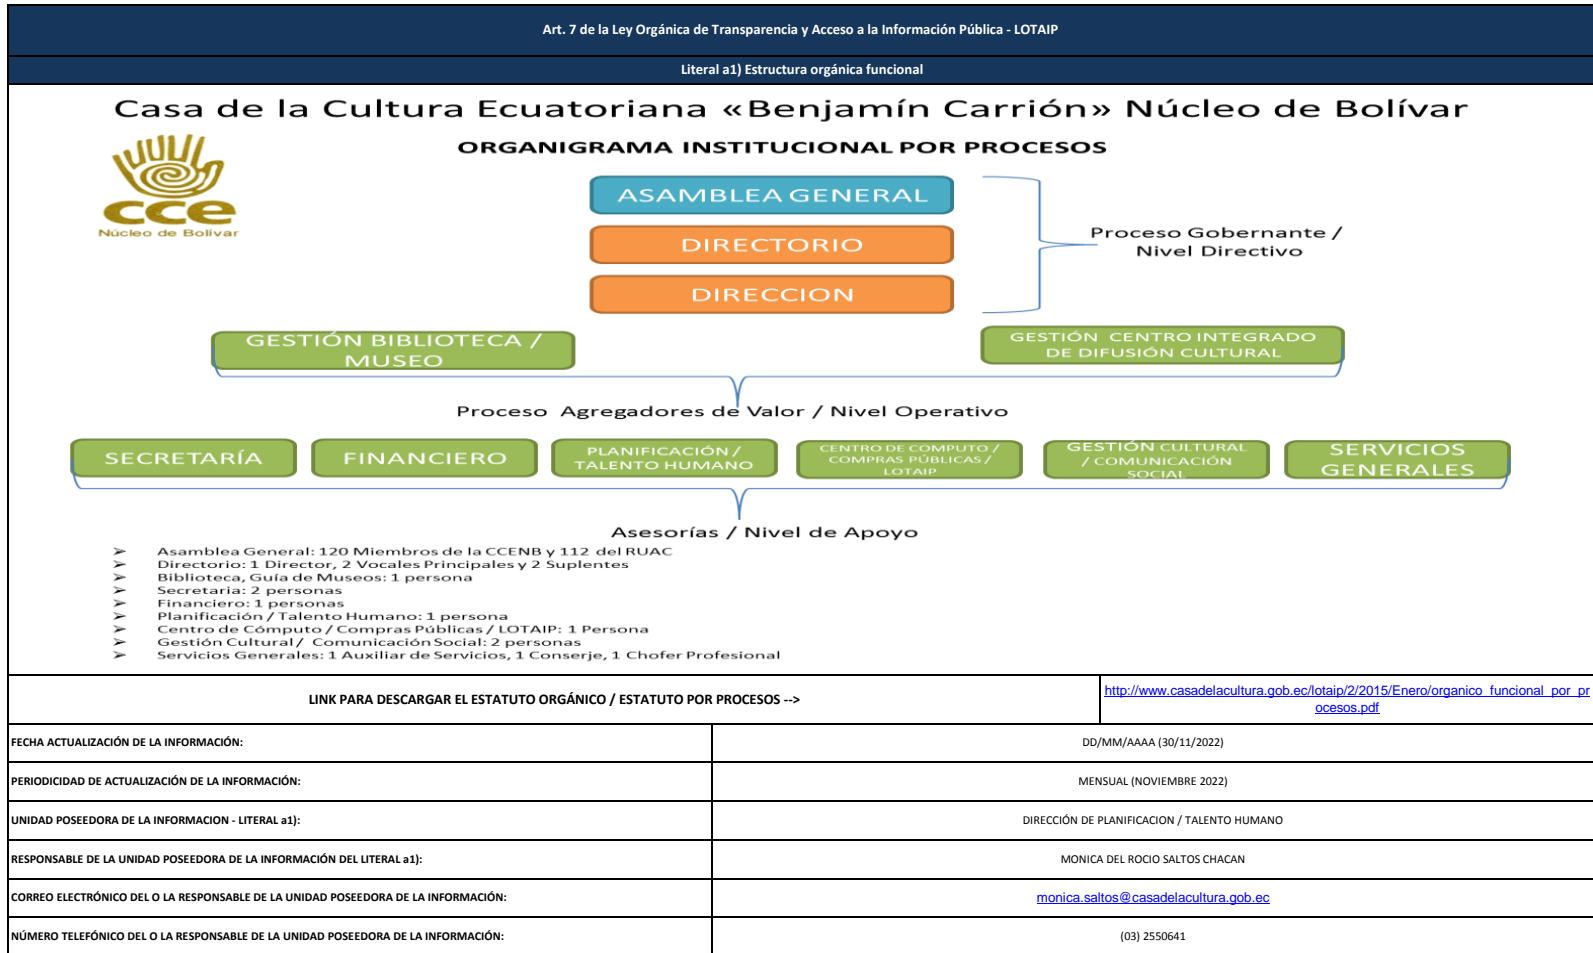 Art. 7 de la Ley Orgánica de Transparencia y Acceso a la Información Pública - LOTAIP
Literal a1) Estructura orgánica funcional
Casa de la Cultura Ecuatoriana «Benjamín Carrión» Núcleo de Bolívar
cce
Núcleo de Bolívar
ORGANIGRAMA INSTITUCIONAL POR PROCESOS
ASAMBLEA GENERAL
DIRECTORIO
DIRECCION
Proceso Gobernante /
Nivel Directivo
GESTIÓN BIBLIOTECA /
MUSEO
GESTIÓN CENTRO INTEGRADO
DE DIFUSIÓN CULTURAL
Proceso Agregadores de Valor / Nivel Operativo
SECRETARÍA
FINANCIERO
PLANIFICACIÓN /
TALENTO HUMANO
CENTRO DE COMPUTO /
COMPRAS PÚBLICAS /
LOTAIP
GESTIÓN CULTURAL
/ COMUNICACIÓN
SOCIAL
SERVICIOS
GENERALES
Asesorías / Nivel de Apoyo
➢ Asamblea General: 120 Miembros de la CCENB y 112 del RUAC
➢ Directorio: 1 Director, 2 Vocales Principales y 2 Suplentes
➢ Biblioteca, Guía de Museos: 1 persona
➢ Secretaria: 2 personas
➢ Financiero: 1 personas
➢ Planificación / Talento Humano: 1 persona
➢ Centro de Cómputo / Compras Públicas / LOTAIP: 1 Persona
➢ Gestión Cultural / Comunicación Social: 2 personas
➢ Servicios Generales: 1 Auxiliar de Servicios, 1 Conserje, 1 Chofer Profesional
LINK PARA DESCARGAR EL ESTATUTO ORGÁNICO / ESTATUTO POR PROCESOS -->
http://www.casadelacultura.gob.ec/lotaip/2/2015/Enero/organico_funcional_por_pr
ocesos.pdf
FECHA ACTUALIZACIÓN DE LA INFORMACIÓN:
DD/MM/AAAA (30/11/2022)
PERIODICIDAD DE ACTUALIZACIÓN DE LA INFORMACIÓN:
MENSUAL (NOVIEMBRE 2022)
UNIDAD POSEEDORA DE LA INFORMACION - LITERAL a1):
DIRECCIÓN DE PLANIFICACION / TALENTO HUMANO
RESPONSABLE DE LA UNIDAD POSEEDORA DE LA INFORMACIÓN DEL LITERAL a1):
MONICA DEL ROCIO SALTOS CHACAN
CORREO ELECTRÓNICO DEL O LA RESPONSABLE DE LA UNIDAD POSEEDORA DE LA INFORMACIÓN:
monica.saltos@casadelacultura.gob.ec
NÚMERO TELEFÓNICO DEL O LA RESPONSABLE DE LA UNIDAD POSEEDORA DE LA INFORMACIÓN:
(03) 2550641